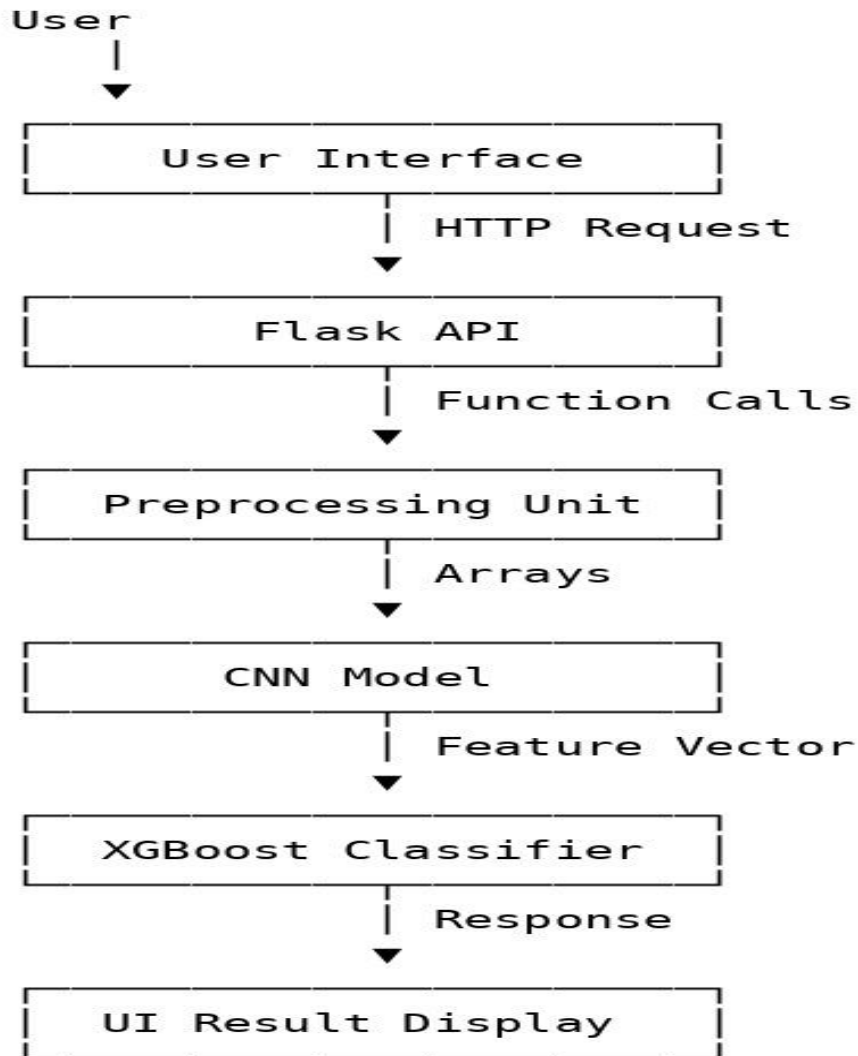 User
User Interface
HTTP Request
Flask API
Function Calls
Preprocessing Unit
Arrays
CNN Model
Feature Vector
XGBoost Classifier
Response
UI Result Display